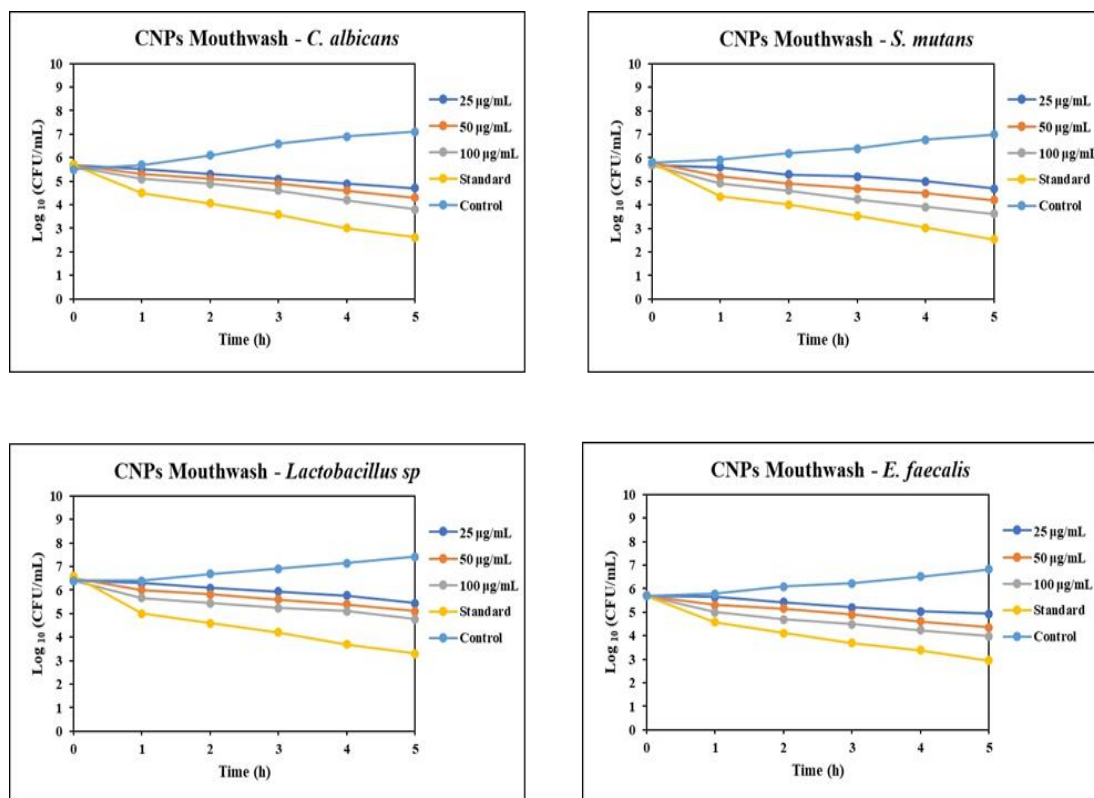 CNPs Mouthwash - C. albicans
10
9
8
7
6
5
4
3
2
1
0
Log 10 (CFU/mL)
0 1 2 3 4 5
Time (h)
25 µg/mL
50 µg/mL
100 µg/mL
Standard
Control
CNPs Mouthwash - S. mutans
10
9
8
7
6
5
4
3
2
1
0
Log 10 (CFU/mL)
0 1 2 3 4 5
Time (h)
25 µg/mL
50 µg/mL
100 µg/mL
Standard
Control
CNPs Mouthwash - Lactobacillus sp
10
9
8
7
6
5
4
3
2
1
0
Log 10 (CFU/mL)
0 1 2 3 4 5
Time (h)
25 µg/mL
50 µg/mL
100 µg/mL
Standard
Control
CNPs Mouthwash - E. faecalis
10
9
8
7
6
5
4
3
2
1
0
Log 10 (CFU/mL)
0 1 2 3 4 5
Time (h)
25 µg/mL
50 µg/mL
100 µg/mL
Standard
Control